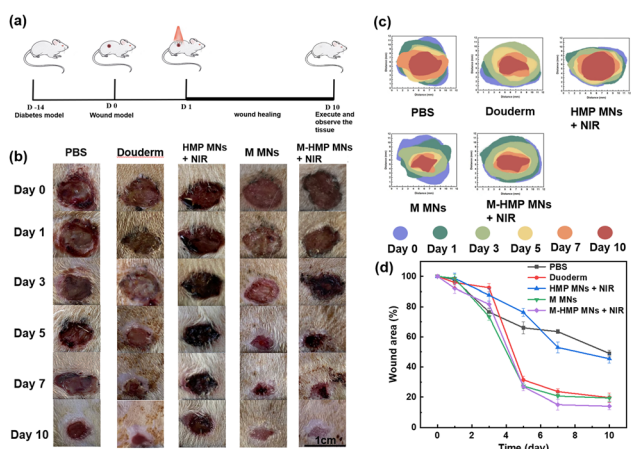 (a)
D -14
Diabetes model
D 0
Wound model
D 1
wound healing
D 10
Execute and
observe the
tissue
(b)
PBS
Douderm
HMP MNs
+ NIR
M MNs
M-HMP MNs
+ NIR
Day 0
Day 1
Day 3
Day 5
Day 7
Day 10
1cm
(c)
PBS
Douderm
HMP MNs
+ NIR
M MNs
M-HMP MNs
+ NIR
Day 0
Day 1
Day 3
Day 5
Day 7
Day 10
(d)
PBS
Duoderm
HMP MNs + NIR
M MNs
M-HMP MNs + NIR
Wound area (%)
100
80
60
40
20
0
0
2
4
6
8
10
Time (day)